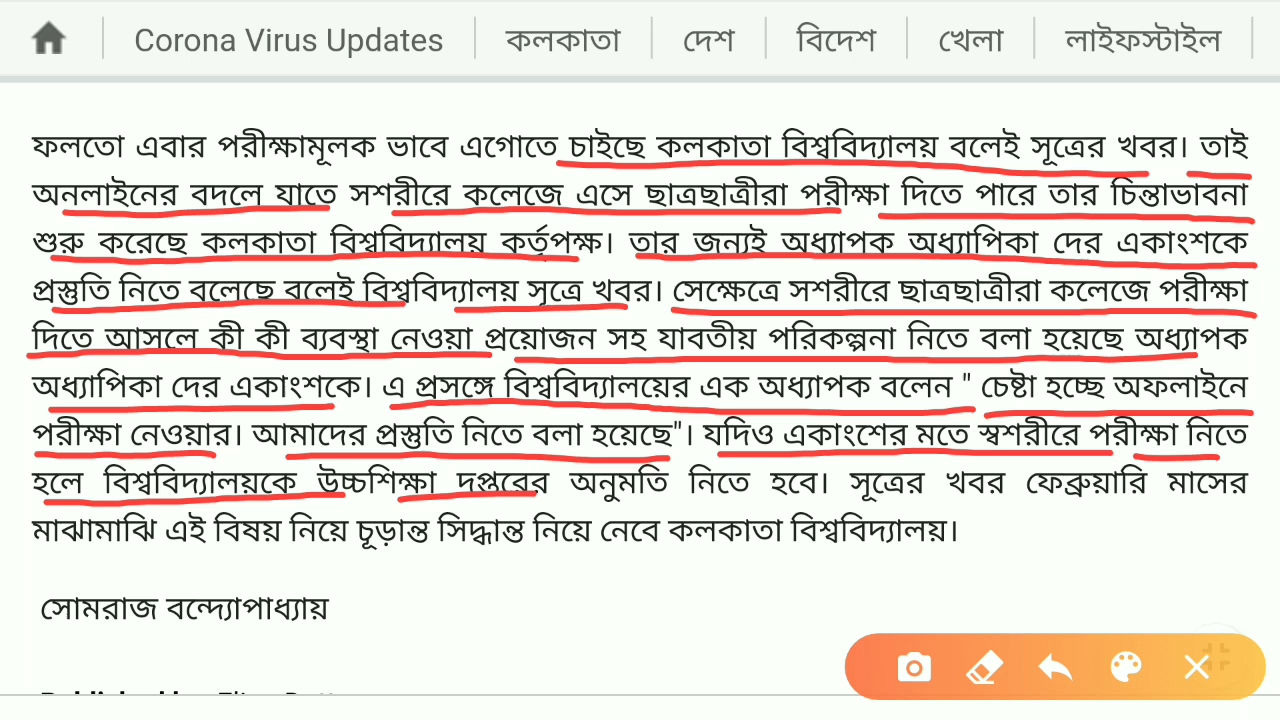 Corona Virus Updates কলকাতা দেশ বিদেশ খেলা লাইফস্টাইল
ফলতো এবার পরীক্ষামূলক ভাবে এগোতে চাইছে কলকাতা বিশ্ববিদ্যালয় বলেই সূত্রের খবর। তাই
অনলাইনের বদলে যাতে সশরীরে কলেজে এসে ছাত্রছাত্রীরা পরীক্ষা দিতে পারে তার চিন্তাভাবনা
শুরু করেছে কলকাতা বিশ্ববিদ্যালয় কর্তৃপক্ষ। তার জন্যই অধ্যাপক অধ্যাপিকা দের একাংশকে
প্রস্তুতি নিতে বলেছে বলেই বিশ্ববিদ্যালয় সূত্রে খবর। সেক্ষেত্রে সশরীরে ছাত্রছাত্রীরা কলেজে পরীক্ষা
দিতে আসলে কী কী ব্যবস্থা নেওয়া প্রয়োজন সহ যাবতীয় পরিকল্পনা নিতে বলা হয়েছে অধ্যাপক
অধ্যাপিকা দের একাংশকে। এ প্রসঙ্গে বিশ্ববিদ্যালয়ের এক অধ্যাপক বলেন " চেষ্টা হচ্ছে অফলাইনে
পরীক্ষা নেওয়ার। আমাদের প্রস্তুতি নিতে বলা হয়েছে"। যদিও একাংশের মতে স্বশরীরে পরীক্ষা নিতে
হলে বিশ্ববিদ্যালয়কে উচ্চশিক্ষা দপ্তরের অনুমতি নিতে হবে। সূত্রের খবর ফেব্রুয়ারি মাসের
মাঝামাঝি এই বিষয় নিয়ে চূড়ান্ত সিদ্ধান্ত নিয়ে নেবে কলকাতা বিশ্ববিদ্যালয়।
সোমরাজ বন্দ্যোপাধ্যায়